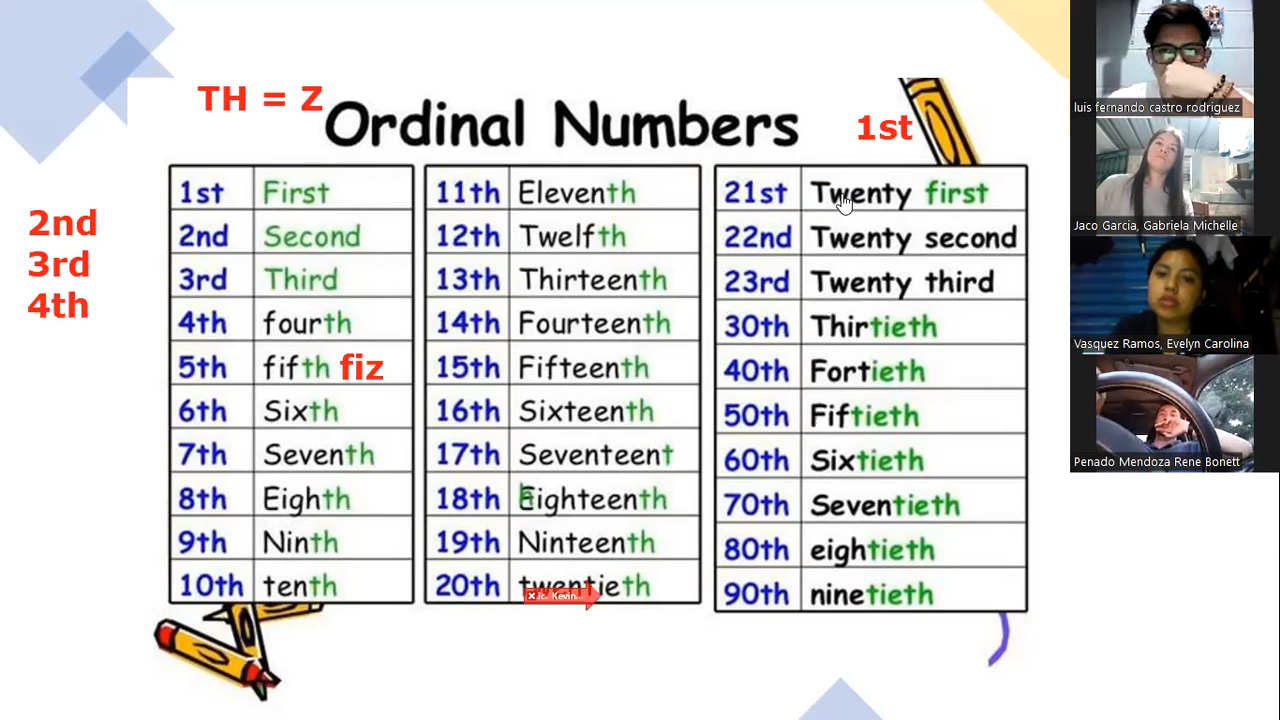 TH = Z
Ordinal Numbers
1st
2nd
3rd
4th
1st First
2nd Second
3rd Third
4th fourth
5th fifth fiz
6th Sixth
7th Seventh
8th Eighth
9th Ninth
10th tenth
11th Eleventh
12th Twelfth
13th Thirteenth
14th Fourteenth
15th Fifteenth
16th Sixteenth
17th Seventeent
h
18th Eighteenth
19th Ninteenth
20th twentieth
21st Twenty first
22nd Twenty second
23rd Twenty third
30th Thirtieth
40th Fortieth
50th Fiftieth
60th Sixtieth
70th Seventieth
80th eightieth
90th ninetieth
luis fernando castro rodriguez
Jaco Garcia, Gabriela Michelle
Vasquez Ramos, Evelyn Carolina
Penado Mendoza Rene Bonett